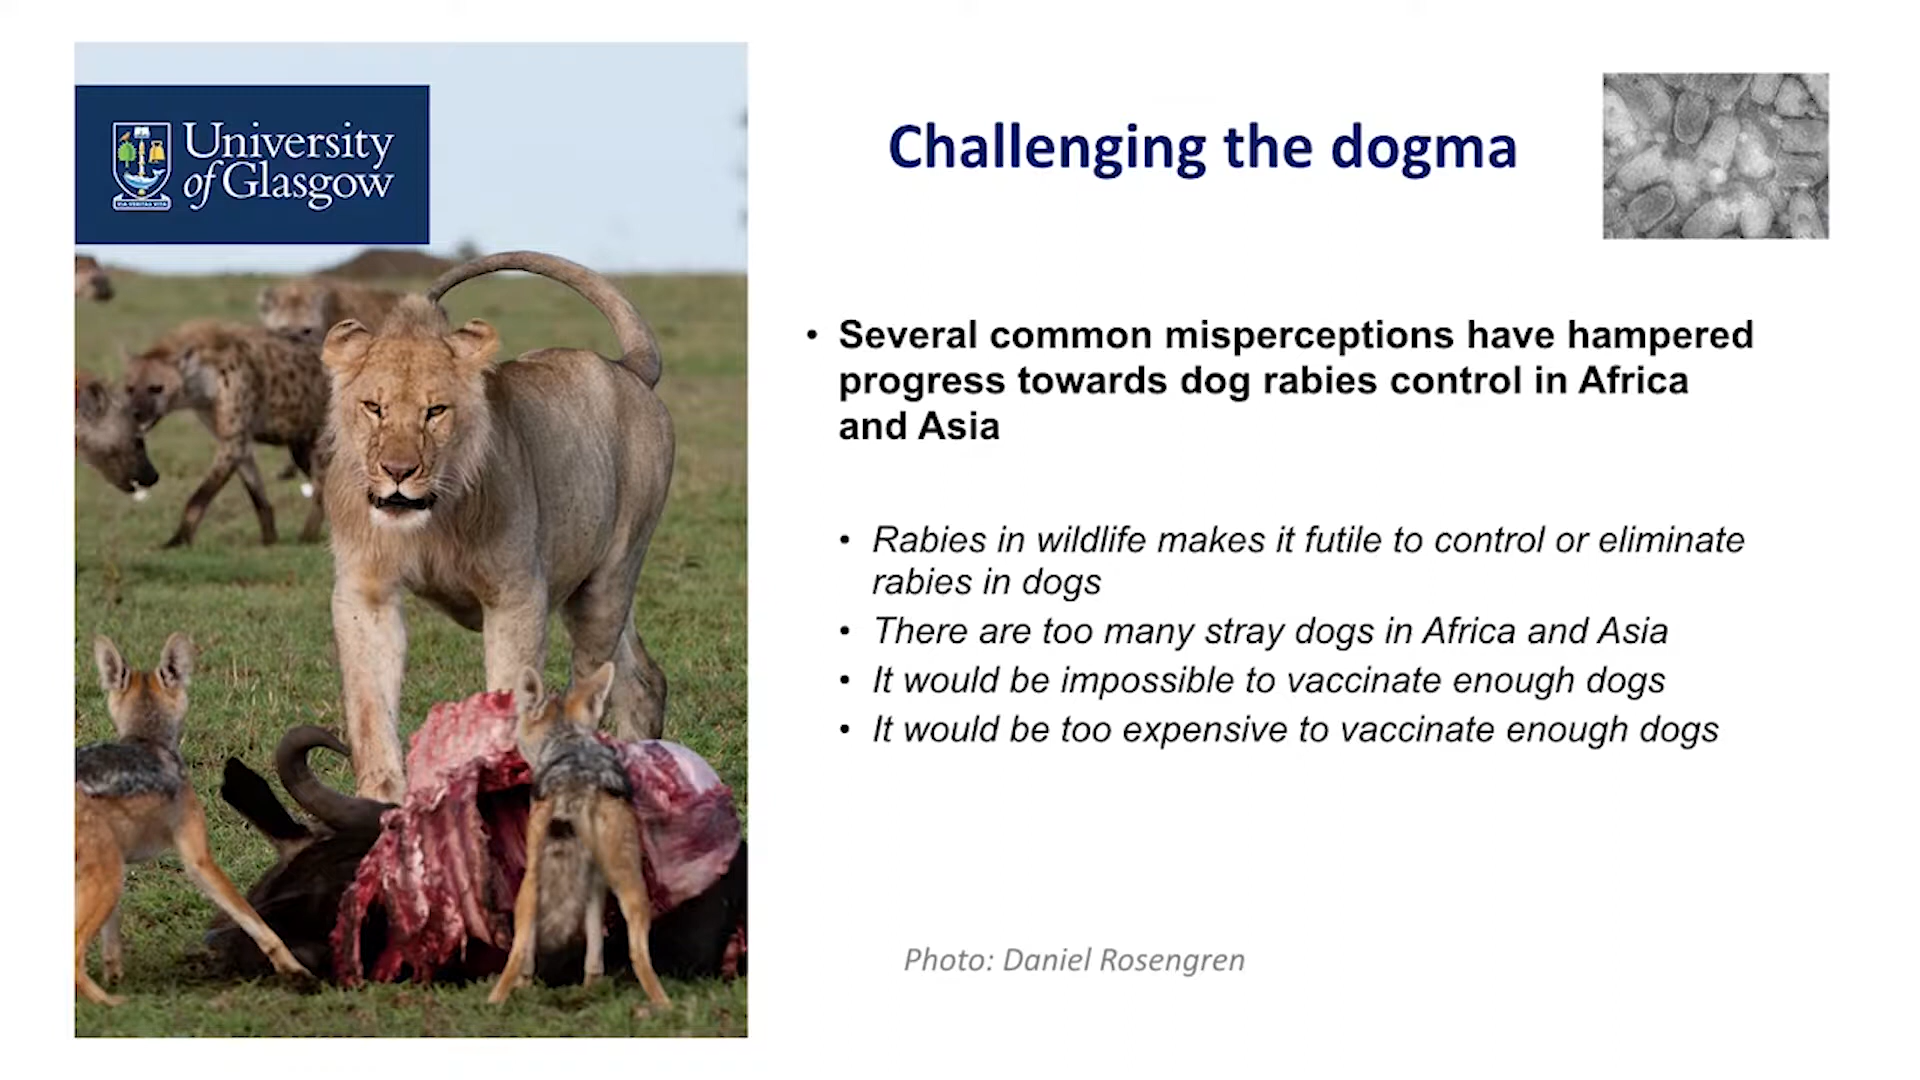 University
of Glasgow
VIA VERITAS VITA
Challenging the dogma
• Several common misperceptions have hampered
progress towards dog rabies control in Africa
and Asia
• Rabies in wildlife makes it futile to control or eliminate
rabies in dogs
• There are too many stray dogs in Africa and Asia
• It would be impossible to vaccinate enough dogs
• It would be too expensive to vaccinate enough dogs
Photo: Daniel Rosengren